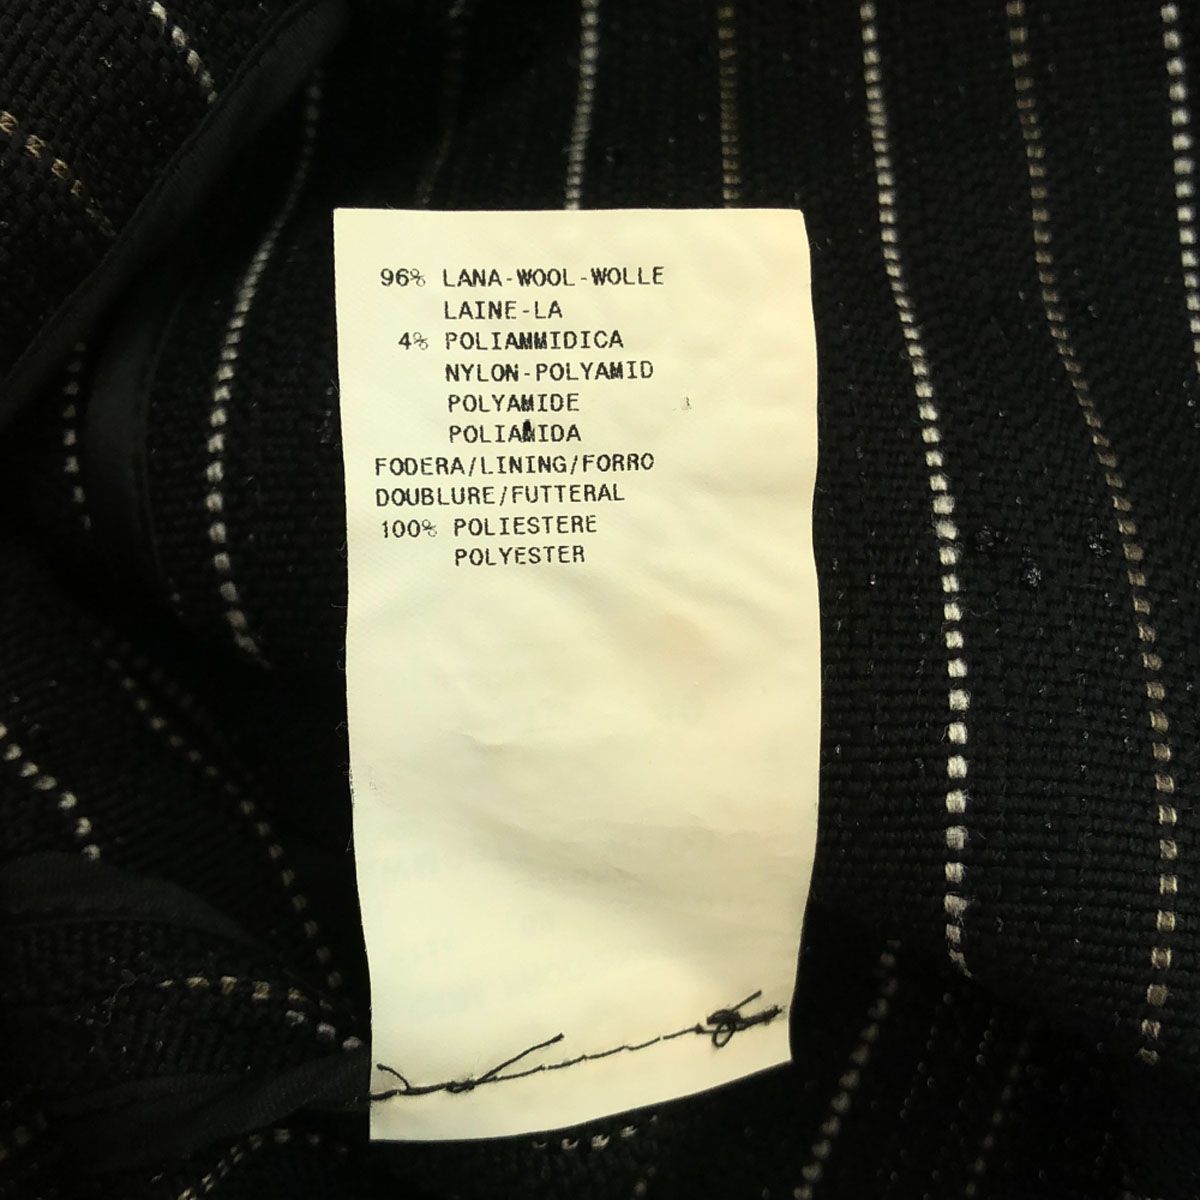 96% LANA-WOOL-WOLLE
LAINE-LA
4% POLIAMMIDICA
NYLON-POLYAMID
POLYAMIDE
POLIAMIDA
FODERA/LINING/FORRO
DOUBLURE/FUTTERAL
100% POLIESTERE
POLYESTER